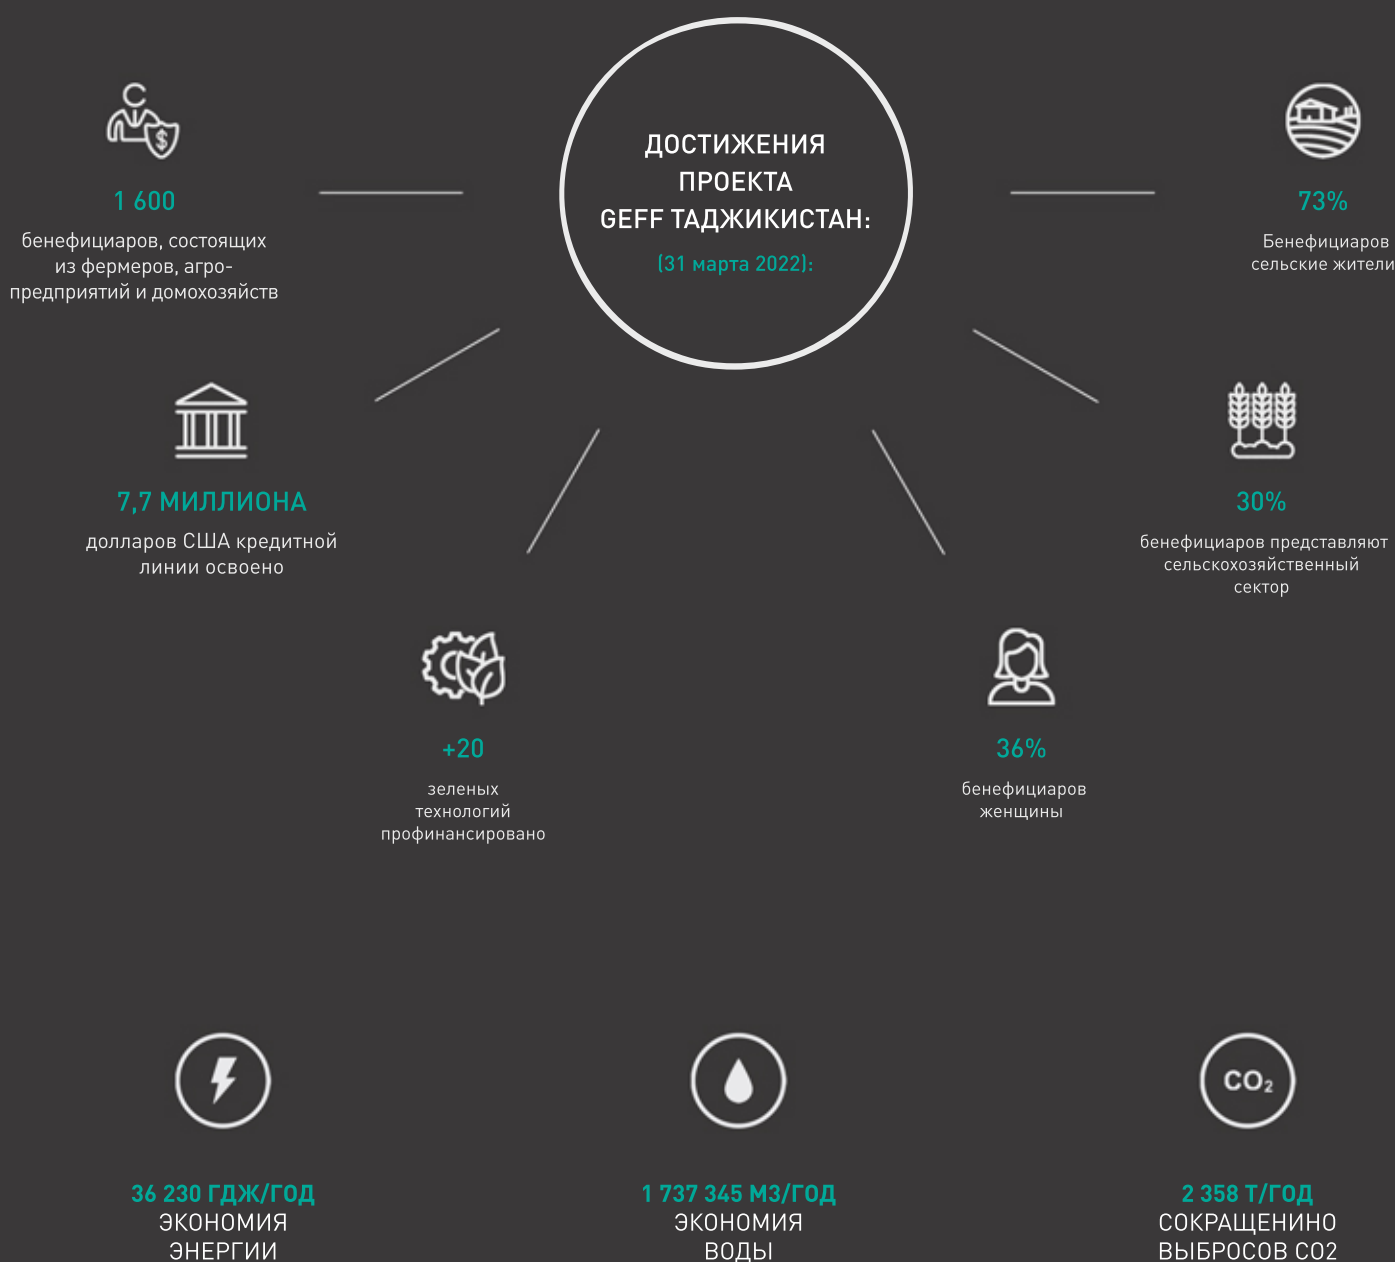 ДОСТИЖЕНИЯ
ПРОЕКТА
GEFF ТАДЖИКИСТАН:
(31 марта 2022):
1 600
бенефициаров, состоящих
из фермеров, агро-
предприятий и домохозяйств
73%
Бенефициаров
сельские жители
7,7 МИЛЛИОНА
долларов США кредитной
линии освоено
30%
бенефициаров представляют
сельскохозяйственный
сектор
+20
зеленых
технологий
профинансировано
36%
бенефициаров
женщины
36 230 ГДЖ/ГОД
ЭКОНОМИЯ
ЭНЕРГИИ
1 737 345 М3/ГОД
ЭКОНОМИЯ
ВОДЫ
CO₂
2 358 Т/ГОД
СОКРАЩЕНИНО
ВЫБРОСОВ СО2